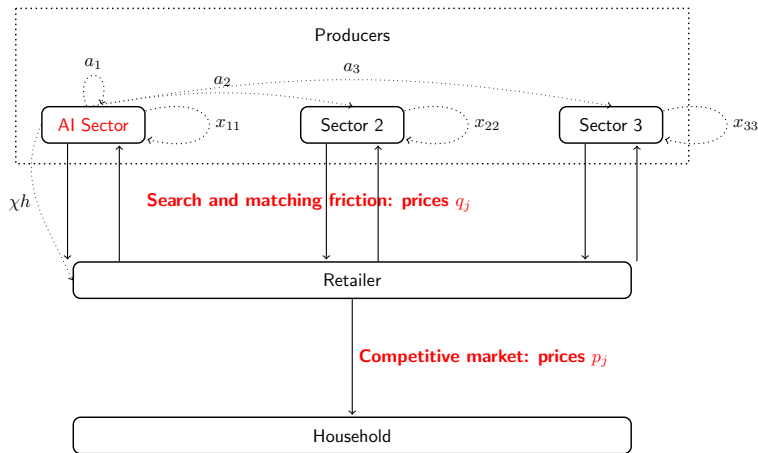 Producers
a₁
a₂
a₃
AI Sector
x₁₁
Sector 2
x₂₂
Sector 3
x₃₃
χh
Search and matching friction: prices qⱼ
Retailer
Competitive market: prices pⱼ
Household